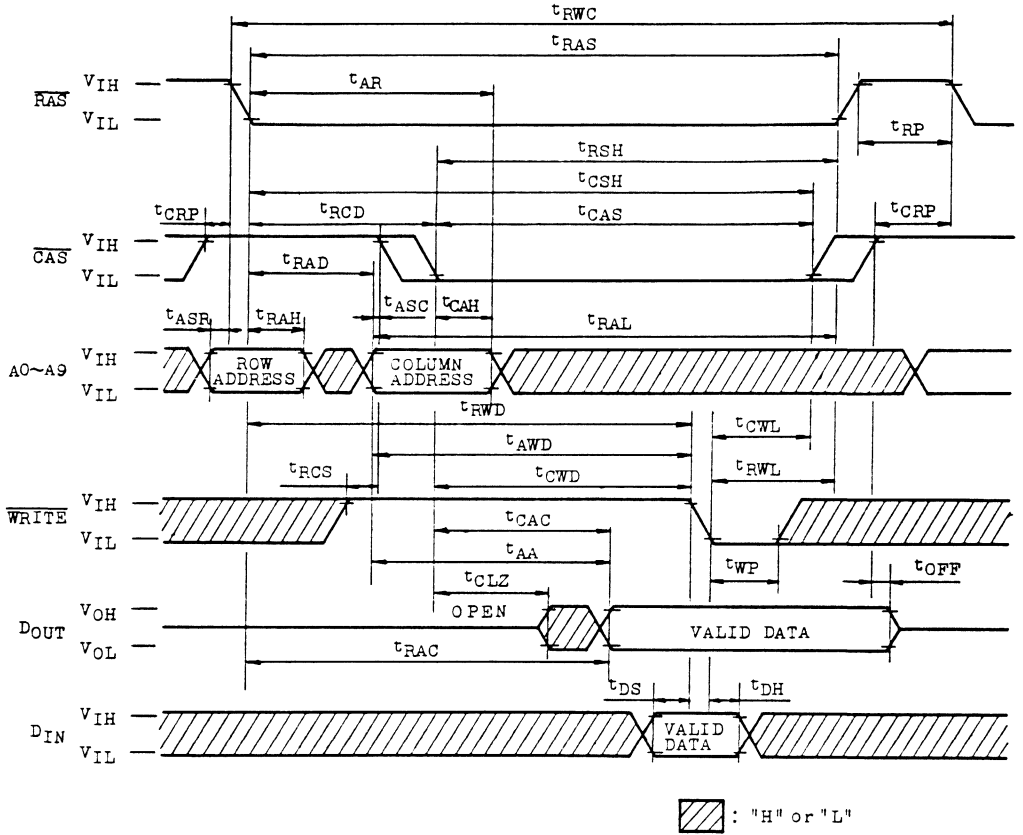 tRWC
tRAS
tAR
RAS
VIH
VIL
tRP
tRSH
tCSH
tCRP
tRCD
tCAS
tCRP
CAS
VIH
VIL
tRAD
tASC
tCAH
tASR
tRAH
tRAL
A0~A9
VIH
VIL
ROW
ADDRESS
COLUMN
ADDRESS
tRWD
tCWL
tAWD
tRCS
tCWD
tRWL
WRITE
VIH
VIL
tCAC
tAA
tWP
tOFF
tCLZ
DOUT
VOH
VOL
OPEN
VALID DATA
tRAC
tDS
tDH
DIN
VIH
VIL
VALID
DATA
: "H" or "L"